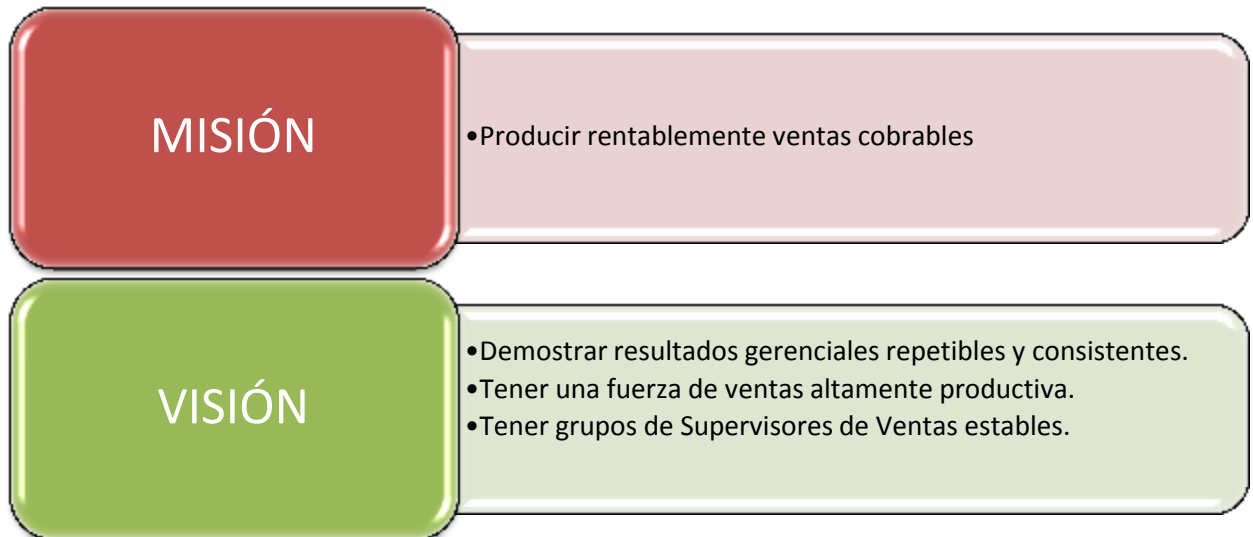 MISIÓN
•Producir rentablemente ventas cobrables
VISIÓN
•Demostrar resultados gerenciales repetibles y consistentes.
•Tener una fuerza de ventas altamente productiva.
•Tener grupos de Supervisores de Ventas estables.